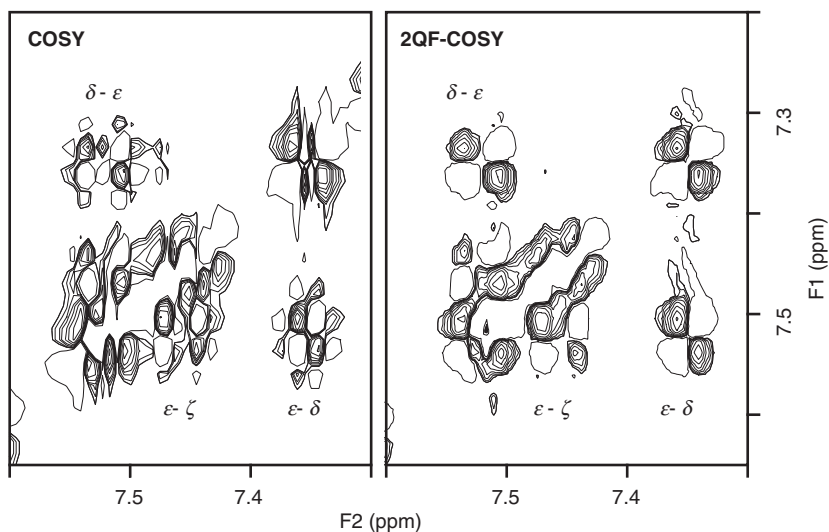 COSY
2QF-COSY
δ - ε
δ - ε
7.3
7.5
F1 (ppm)
ε- ζ
ε- δ
ε - ζ
ε- δ
7.5
7.4
7.5
7.4
F2 (ppm)